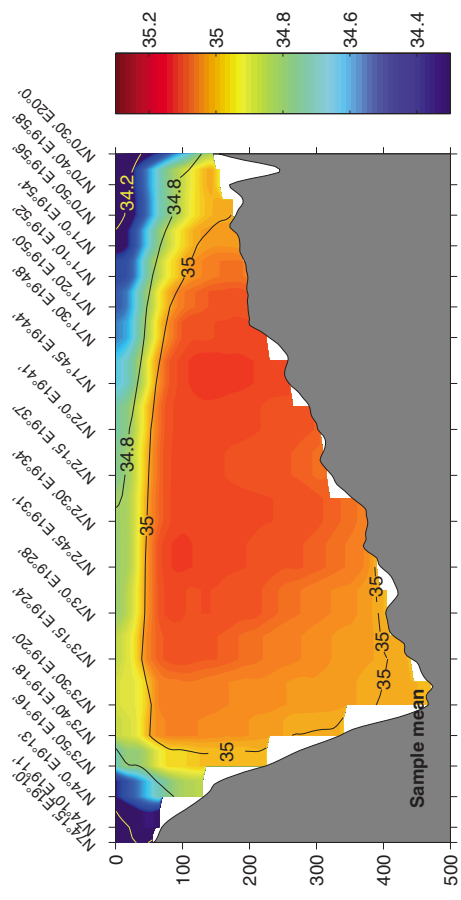 N74°15' E19°10'
N74°10' E19°11'
N74°0' E19°13'
N73°50' E19°16'
N73°40' E19°18'
N73°30' E19°20'
N73°15' E19°24'
N73°0' E19°28'
N72°45' E19°31'
N72°30' E19°34'
N72°15' E19°37'
N72°0' E19°41'
N71°45' E19°44'
N71°30' E19°48'
N71°20' E19°50'
N71°10' E19°52'
N71°0' E19°54'
N70°50' E19°56'
N70°40' E19°58'
N70°30' E20°0'
0
100
200
300
400
500
34.8
34.8
34.2
35
35
35
35
35
35
Sample mean
35.2
35
34.8
34.6
34.4